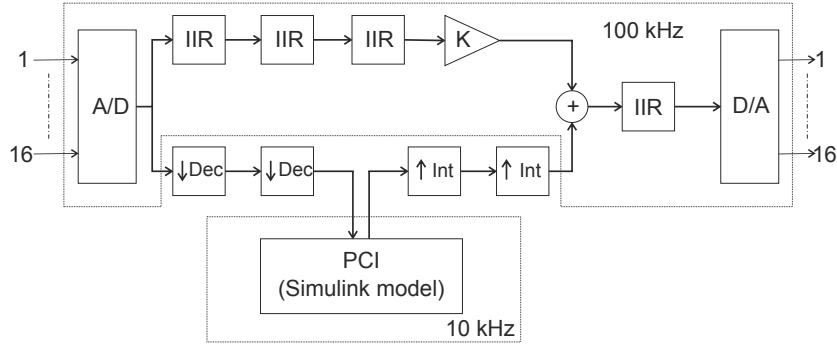 100 kHz
1
16
A/D
IIR
IIR
IIR
K
+
IIR
D/A
1
16
↓ Dec
↓ Dec
↑ Int
↑ Int
PCI
(Simulink model)
10 kHz